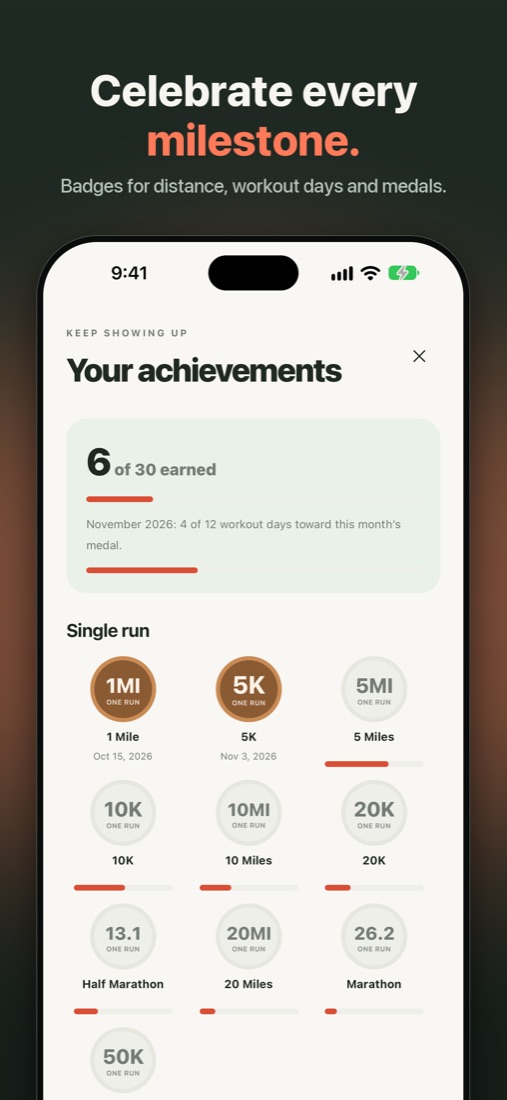 Celebrate every
milestone.
Badges for distance, workout days and medals.
9:41
KEEP SHOWING UP
Your achievements
6 of 30 earned
November 2026: 4 of 12 workout days toward this month's
medal.
Single run
1MI
ONE RUN
1 Mile
Oct 15, 2026
5K
ONE RUN
5K
Nov 3, 2026
5MI
ONE RUN
5 Miles
10K
ONE RUN
10K
10MI
ONE RUN
10 Miles
20K
ONE RUN
20K
13.1
ONE RUN
Half Marathon
20MI
ONE RUN
20 Miles
26.2
ONE RUN
Marathon
50K
ONE RUN